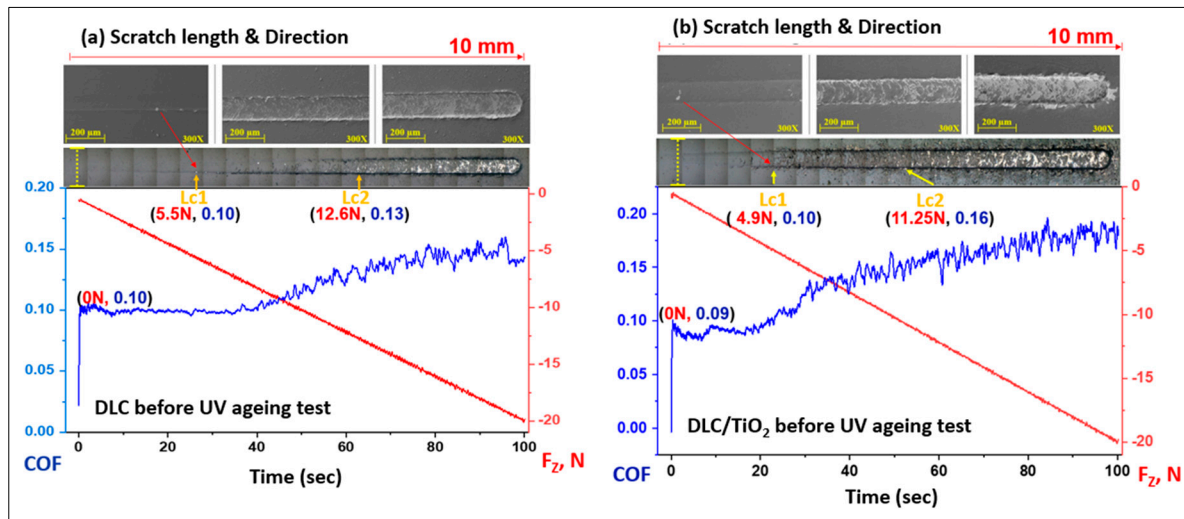 (a) Scratch length & Direction
10 mm
200 µm
300X
200 µm
300X
200 µm
300X
Lc1
Lc2
(5.5N, 0.10)
(12.6N, 0.13)
(0N, 0.10)
0.20
0.15
0.10
0.05
0.00
0
-5
-10
-15
-20
DLC before UV ageing test
0 20 40 60 80 100
COF
Time (sec)
FZ, N
(b) Scratch length & Direction
10 mm
200 µm
300X
200 µm
300X
200 µm
300X
Lc1
Lc2
( 4.9N, 0.10)
(11.25N, 0.16)
(0N, 0.09)
0.20
0.15
0.10
0.05
0.00
0
-5
-10
-15
-20
DLC/TiO2 before UV ageing test
0 20 40 60 80 100
COF
Time (sec)
FZ, N